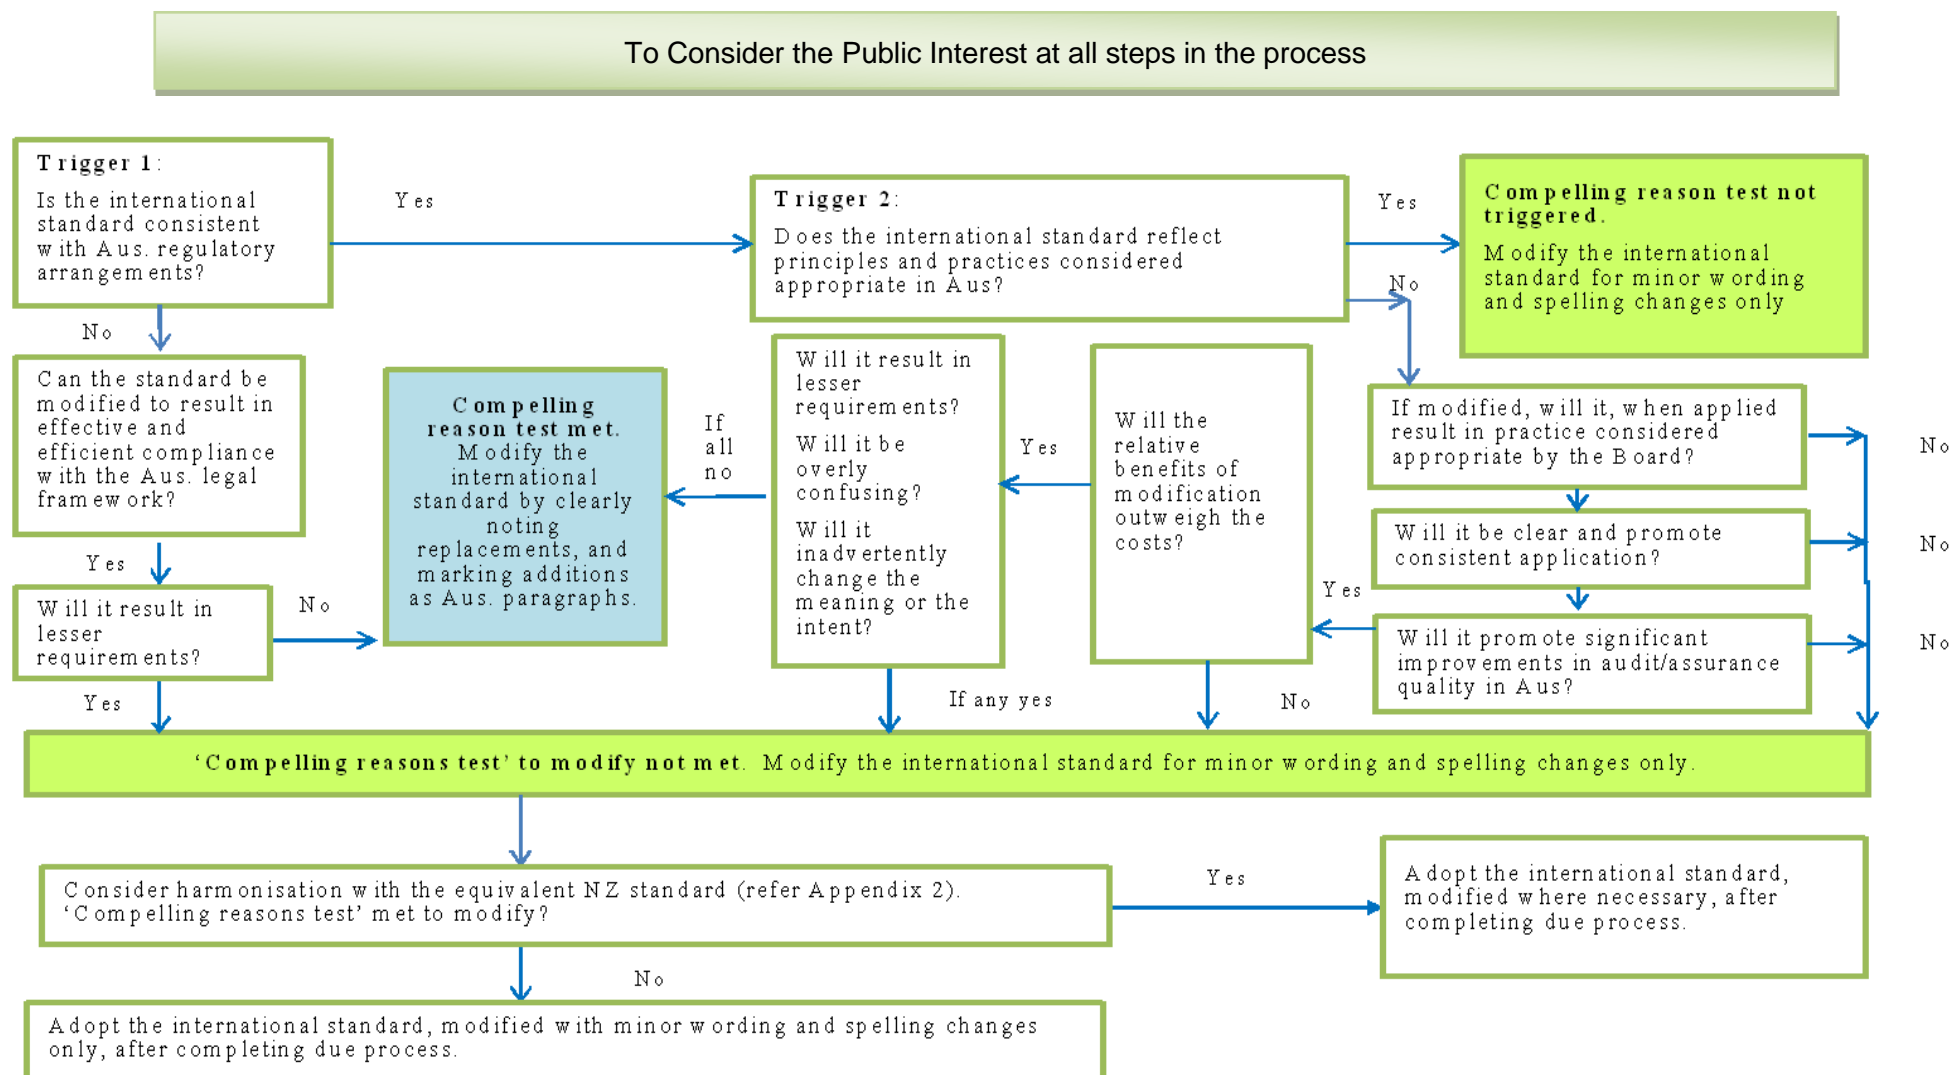 To Consider the Public Interest at all steps in the process
Trigger 1:
Is the international
standard consistent
with Aus. regulatory
arrangements?
Yes
Trigger 2:
Does the international standard reflect
principles and practices considered
appropriate in Aus?
Yes
Compelling reason test not
triggered.
Modify the international
standard for minor wording
and spelling changes only
No
No
Can the standard be
modified to result in
effective and
efficient compliance
with the Aus. legal
framework?
Compelling
reason test met.
Modify the
international
standard by clearly
noting
replacements, and
marking additions
as Aus. paragraphs.
If
all
no
Will it result in
lesser
requirements?
Will it be
overly
confusing?
Will it
inadvertently
change the
meaning or the
intent?
Yes
Will the
relative
benefits of
modification
outweigh the
costs?
If modified, will it, when applied
result in practice considered
appropriate by the Board?
No
Will it be clear and promote
consistent application?
No
Yes
Yes
Will it promote significant
improvements in audit/assurance
quality in Aus?
No
Will it result in
lesser
requirements?
No
Yes
If any yes
No
‘Compelling reasons test’ to modify not met. Modify the international standard for minor wording and spelling changes only.
Consider harmonisation with the equivalent NZ standard (refer Appendix 2).
‘Compelling reasons test’ met to modify?
Yes
Adopt the international standard,
modified where necessary, after
completing due process.
No
Adopt the international standard, modified with minor wording and spelling changes
only, after completing due process.